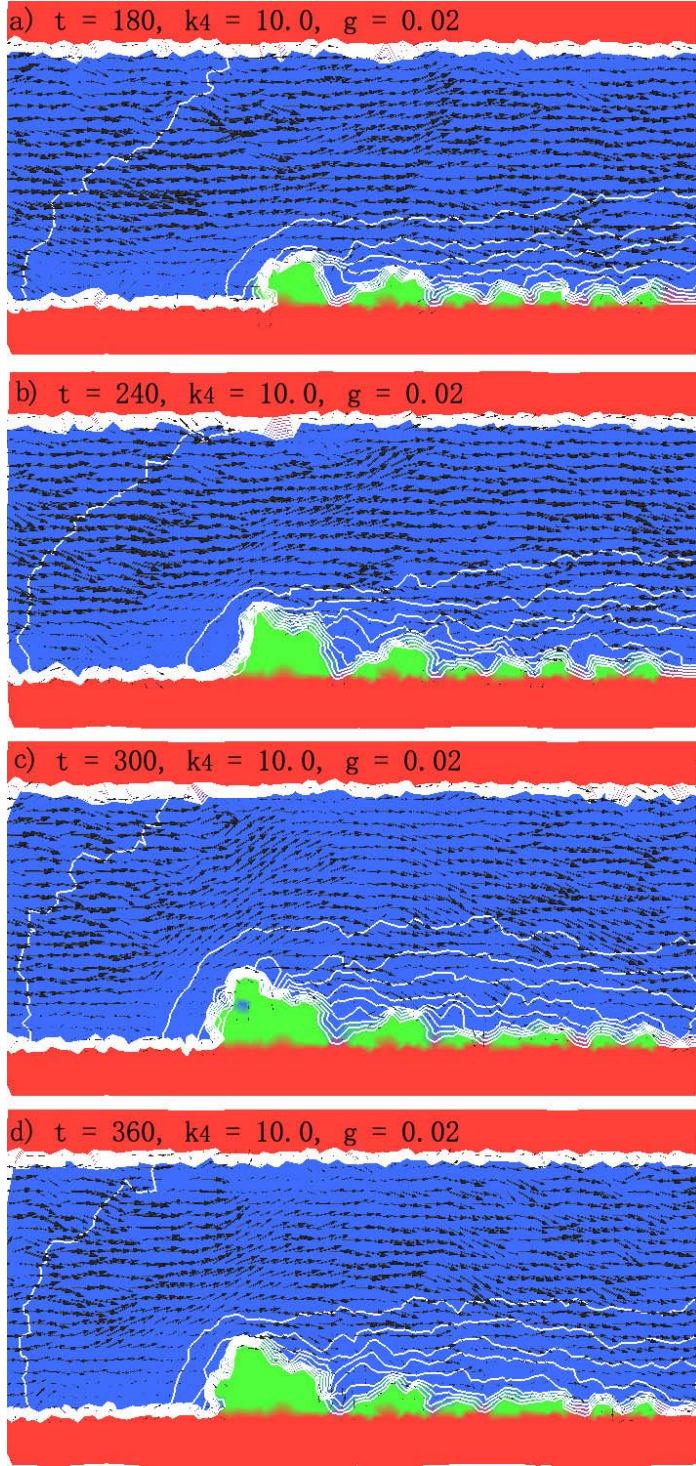 a) t = 180, k4 = 10.0, g = 0.02
b) t = 240, k4 = 10.0, g = 0.02
c) t = 300, k4 = 10.0, g = 0.02
d) t = 360, k4 = 10.0, g = 0.02